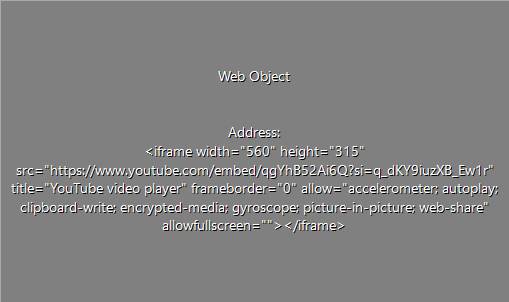 Web Object
Address:
<iframe width="560" height="315"
src="https://www.youtube.com/embed/qgYhB52Ai6Q?si=q_dKY9iuzXB_Ew1r"
title="YouTube video player" frameborder="0" allow="accelerometer; autoplay;
clipboard-write; encrypted-media; gyroscope; picture-in-picture; web-share"
allowfullscreen=""></iframe>